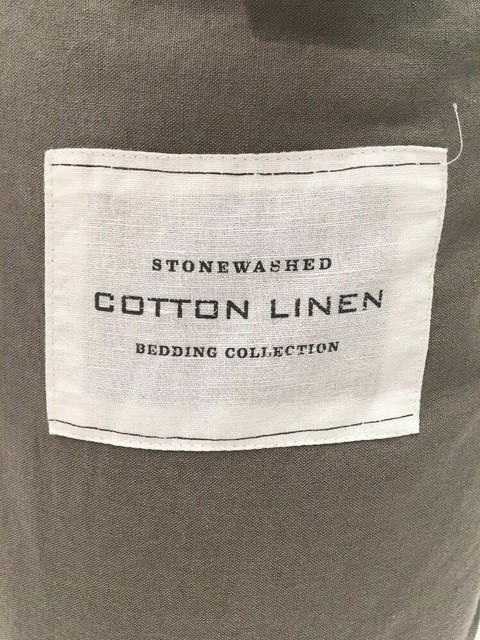 STONEWASHED
COTTON LINEN
BEDDING COLLECTION